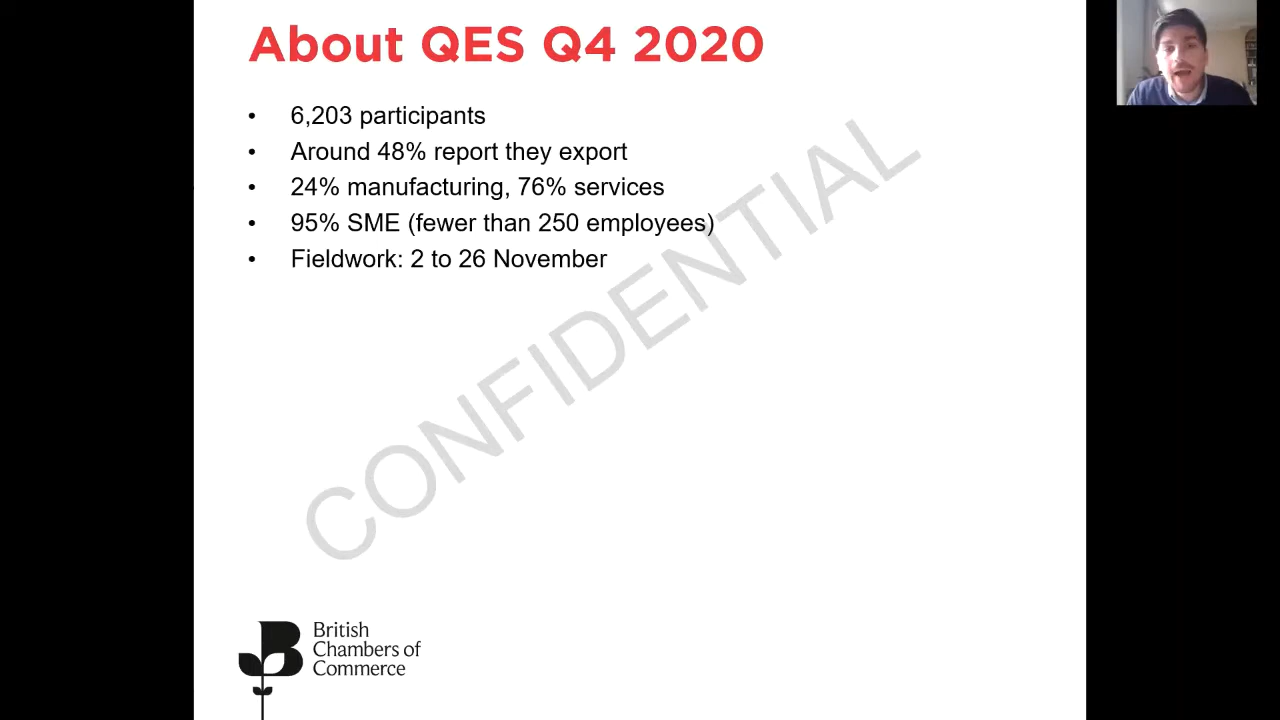 About QES Q4 2020
• 6,203 participants
• Around 48% report they export
• 24% manufacturing, 76% services
• 95% SME (fewer than 250 employees)
• Fieldwork: 2 to 26 November
CONFIDENTIAL
British
Chambers of
Commerce